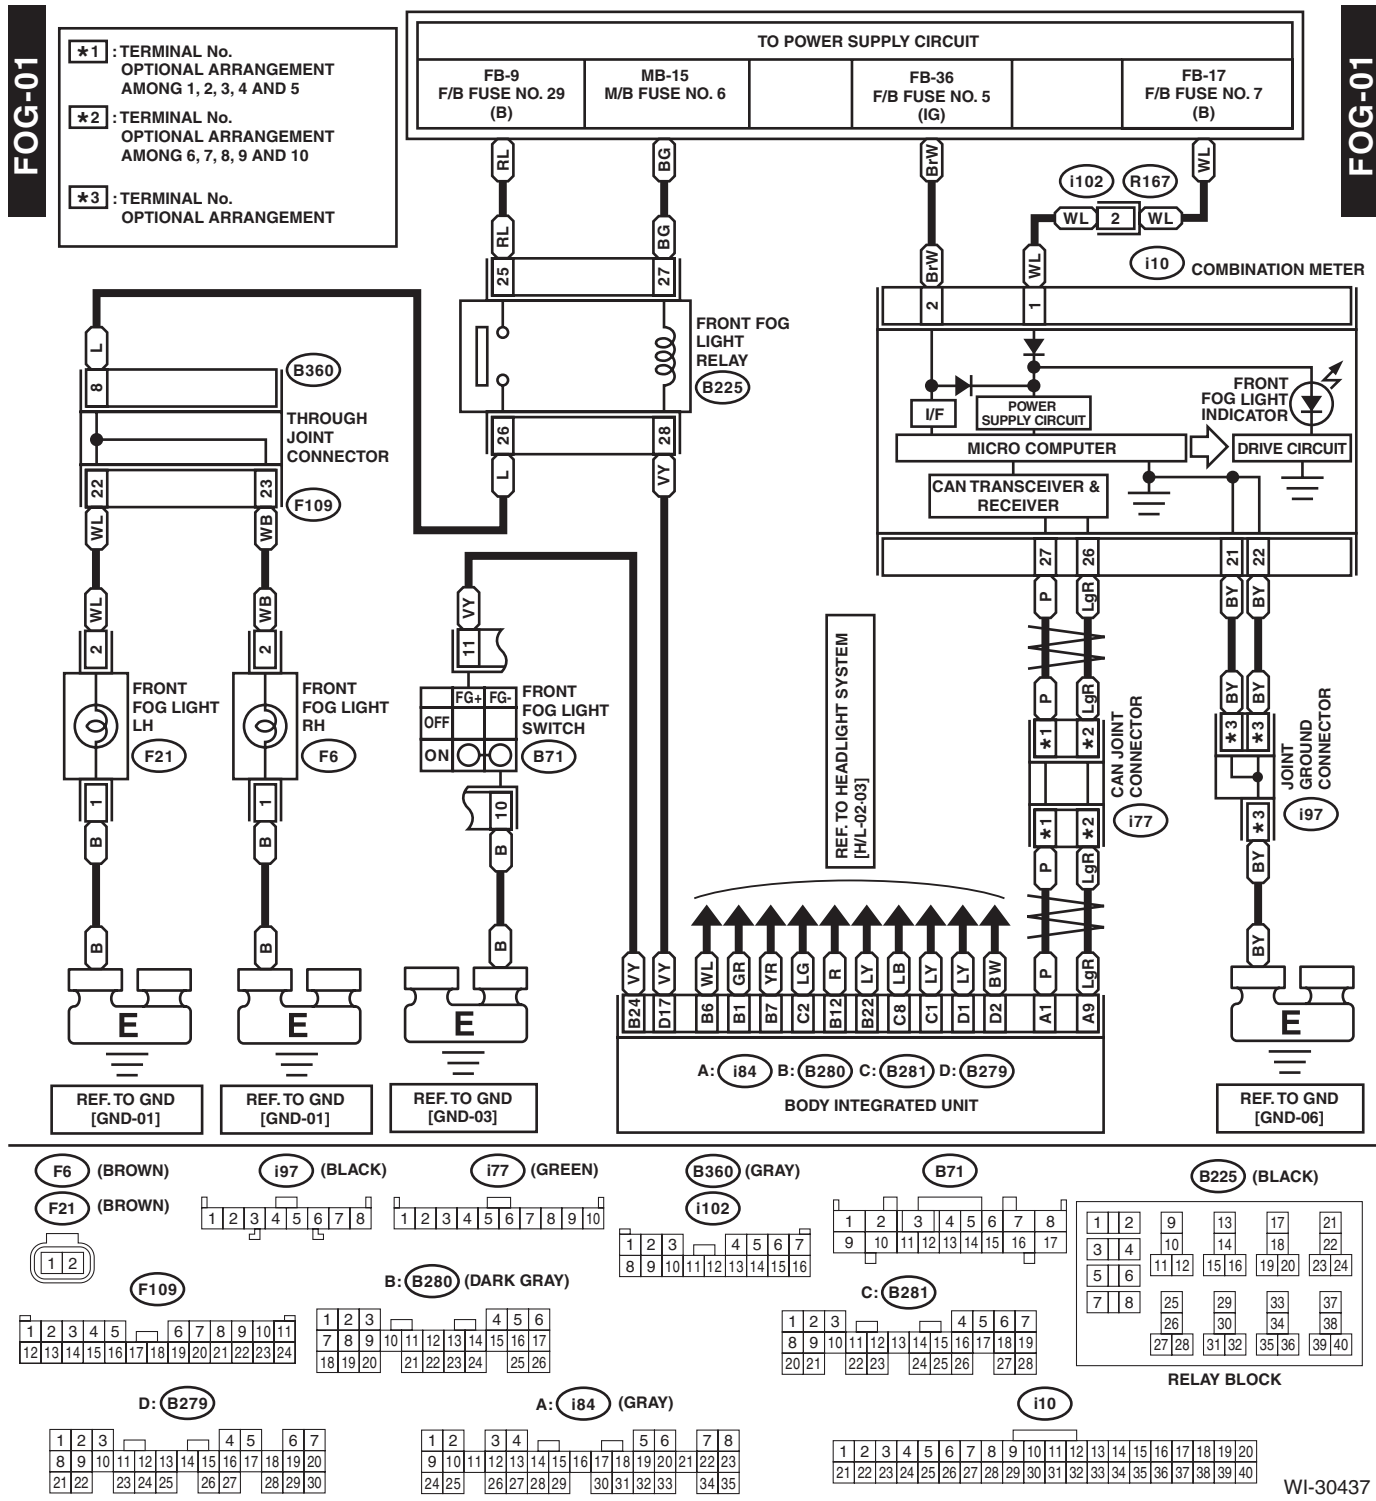 FOG-01
FOG-01
*1 : TERMINAL No.
OPTIONAL ARRANGEMENT
AMONG 1, 2, 3, 4 AND 5
*2 : TERMINAL No.
OPTIONAL ARRANGEMENT
AMONG 6, 7, 8, 9 AND 10
*3 : TERMINAL No.
OPTIONAL ARRANGEMENT
TO POWER SUPPLY CIRCUIT
FB-9
F/B FUSE NO. 29
(B)
MB-15
M/B FUSE NO. 6
FB-36
F/B FUSE NO. 5
(IG)
FB-17
F/B FUSE NO. 7
(B)
RL
BG
BrW
WL
i102 R167
WL 2 WL
RL
BG
BrW
WL
i10 COMBINATION METER
25
27
2
1
FRONT FOG
LIGHT
RELAY
B225
26
28
L
VY
L
8
B360
THROUGH
JOINT
CONNECTOR
22
23
F109
WL
WB
WL
WB
2
2
FRONT
FOG LIGHT
LH
F21
FRONT
FOG LIGHT
RH
F6
1
1
B
B
B
B
E
E
REF. TO GND
[GND-01]
REF. TO GND
[GND-01]
VY
11
FG+ FG-
OFF
ON
FRONT
FOG LIGHT
SWITCH
B71
10
B
B
E
REF. TO GND
[GND-03]
I/F
POWER
SUPPLY CIRCUIT
FRONT
FOG LIGHT
INDICATOR
MICRO COMPUTER
DRIVE CIRCUIT
CAN TRANSCEIVER &
RECEIVER
27
26
21
22
P
LgR
BY
BY
P
LgR
BY
BY
*1
*2
*3
*3
CAN JOINT
CONNECTOR
i77
*1
*2
JOINT
GROUND
CONNECTOR
i97
*3
P
LgR
BY
BY
E
REF. TO GND
[GND-06]
REF. TO HEADLIGHT SYSTEM
[H/L-02-03]
VY VY WL GR YR LG R LY LB LY LY BW P LgR
B24 D17 B6 B1 B7 C2 B12 B22 C8 C1 D1 D2 A1 A9
A: i84 B: B280 C: B281 D: B279
BODY INTEGRATED UNIT
F6 (BROWN)
F21 (BROWN)
1 2
i97 (BLACK)
1 2 3 4 5 6 7 8
i77 (GREEN)
1 2 3 4 5 6 7 8 9 10
B360 (GRAY)
i102
1 2 3 4 5 6 7
8 9 10 11 12 13 14 15 16
B71
1 2 3 4 5 6 7 8
9 10 11 12 13 14 15 16 17
B225 (BLACK)
1 2 9 13 17 21
3 4 10 14 18 22
5 6 11 12 15 16 19 20 23 24
7 8 25 29 33 37
26 30 34 38
27 28 31 32 35 36 39 40
RELAY BLOCK
F109
1 2 3 4 5 6 7 8 9 10 11
12 13 14 15 16 17 18 19 20 21 22 23 24
B: B280 (DARK GRAY)
1 2 3 4 5 6
7 8 9 10 11 12 13 14 15 16 17
18 19 20 21 22 23 24 25 26
C: B281
1 2 3 4 5 6 7
8 9 10 11 12 13 14 15 16 17 18 19
20 21 22 23 24 25 26 27 28
D: B279
1 2 3 4 5 6 7
8 9 10 11 12 13 14 15 16 17 18 19 20
21 22 23 24 25 26 27 28 29 30
A: i84 (GRAY)
1 2 3 4 5 6 7 8
9 10 11 12 13 14 15 16 17 18 19 20 21 22 23
24 25 26 27 28 29 30 31 32 33 34 35
i10
1 2 3 4 5 6 7 8 9 10 11 12 13 14 15 16 17 18 19 20
21 22 23 24 25 26 27 28 29 30 31 32 33 34 35 36 37 38 39 40
WI-30437